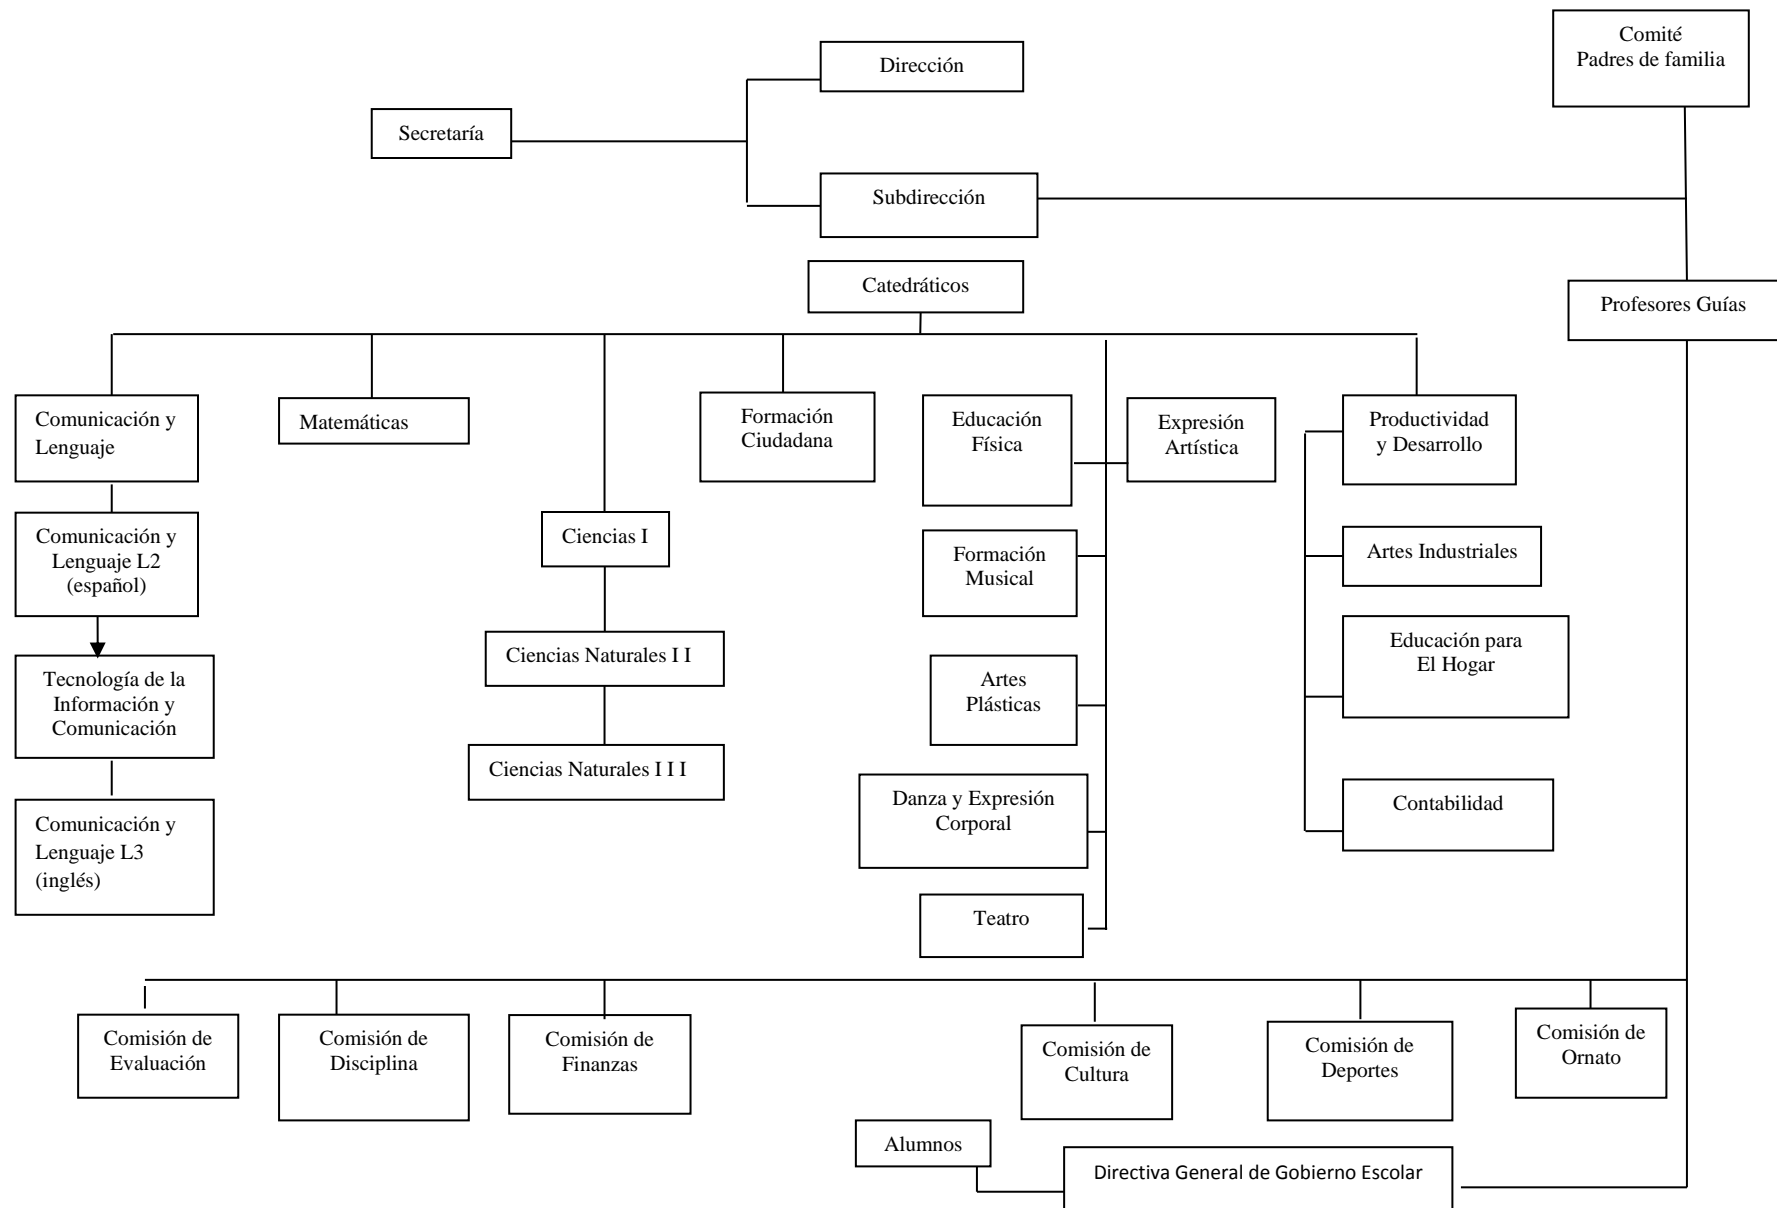 Comité
Padres de familia
Dirección
Secretaría
Subdirección
Catedráticos
Profesores Guías
Comunicación y
Lenguaje
Matemáticas
Formación
Ciudadana
Educación
Física
Expresión
Artística
Productividad
y Desarrollo
Comunicación y
Lenguaje L2
(español)
Ciencias I
Formación
Musical
Artes Industriales
Ciencias Naturales I I
Educación para
El Hogar
Tecnología de la
Información y
Comunicación
Artes
Plásticas
Ciencias Naturales I I I
Danza y Expresión
Corporal
Contabilidad
Comunicación y
Lenguaje L3
(inglés)
Teatro
Comisión de
Evaluación
Comisión de
Disciplina
Comisión de
Finanzas
Comisión de
Cultura
Comisión de
Deportes
Comisión de
Ornato
Alumnos
Directiva General de Gobierno Escolar